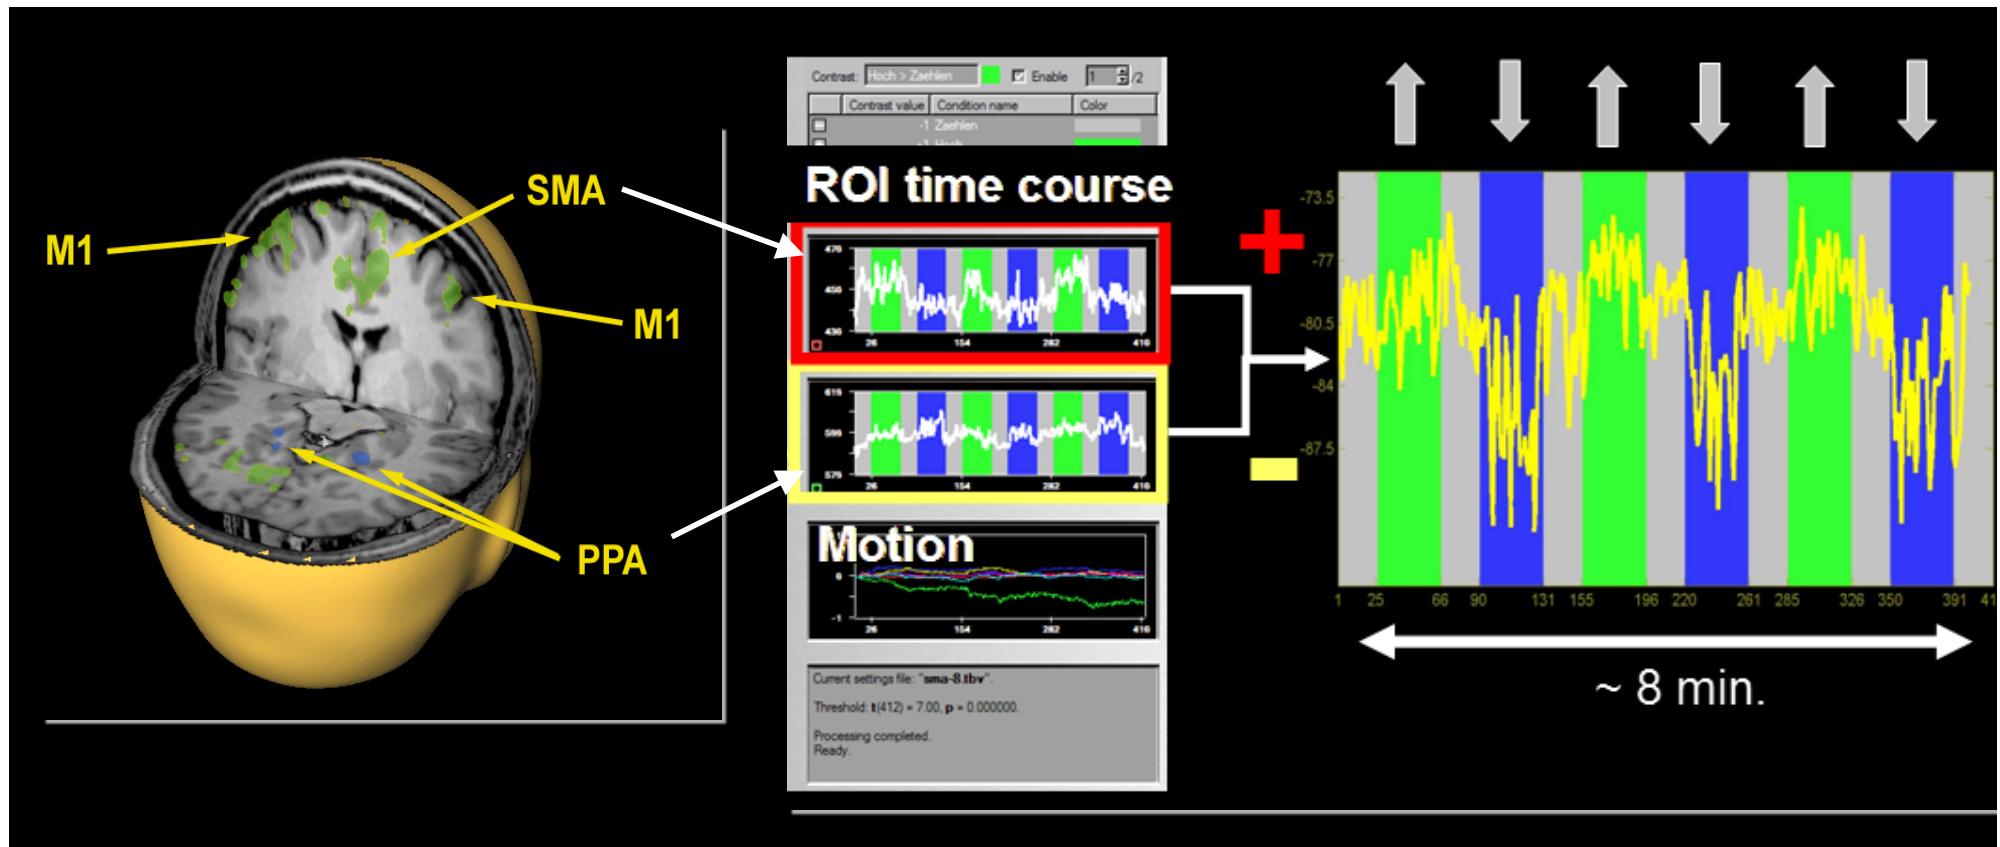 M1
SMA
M1
PPA
Contrast: Hoch > Zaehlen Enable 1 /2
Contrast value Condition name Color
-1 Zaehlen
ROI time course
476
450
430
26 154 282 410
619
599
579
26 154 282 410
Motion
0
-1
26 154 282 410
Current settings file: "sma-8.tbv".
Threshold: t(412) = 7.00, p = 0.000000.
Processing completed.
Ready.
+
-73.5
-77
-80.5
-84
-87.5
-
1 25 66 90 131 155 196 220 261 285 326 350 391 41
~ 8 min.